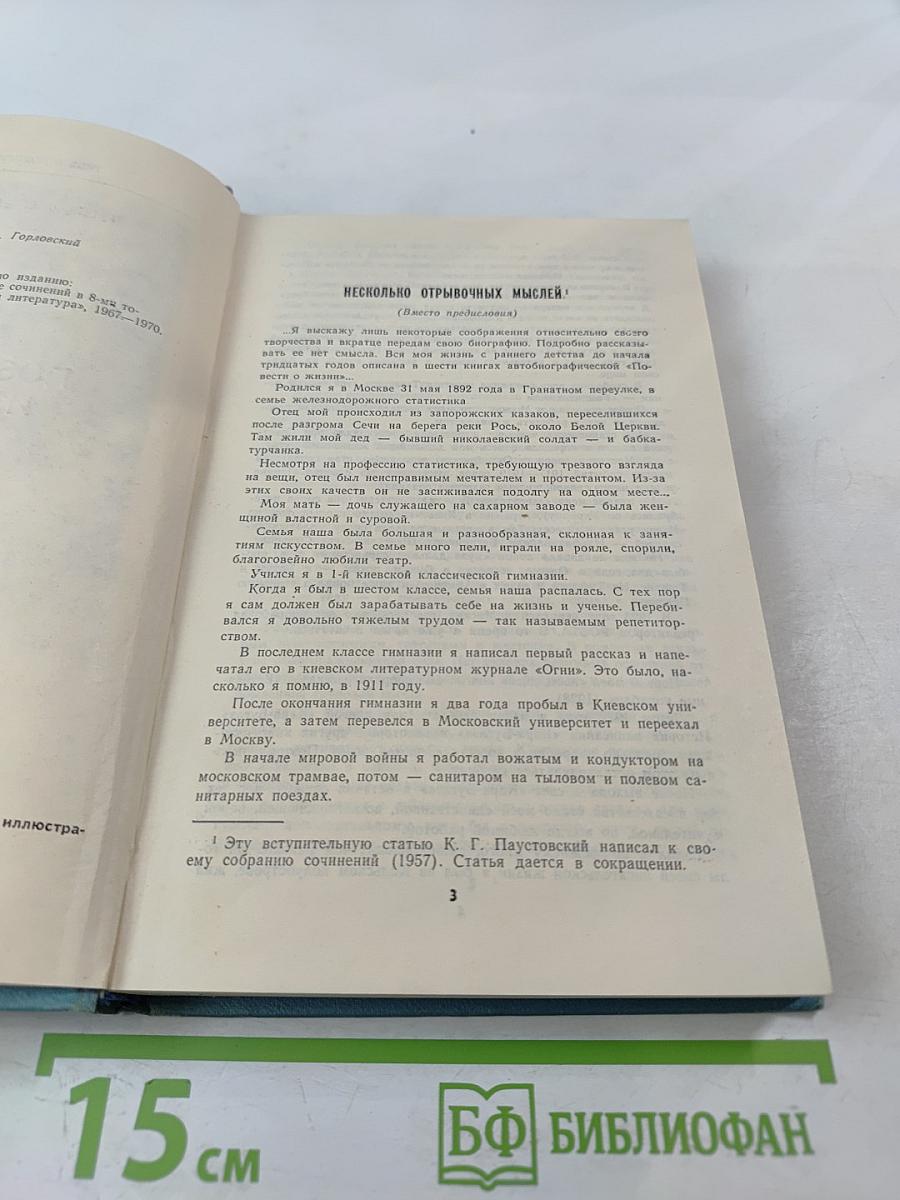 Горловский
изданию:
сочинений в 8-ми то-
литература», 1967—1970.
иллюстра-
НЕСКОЛЬКО ОТРЫВОЧНЫХ МЫСЛЕЙ.¹
(Вместо предисловия)
...Я выскажу лишь некоторые соображения относительно своего
творчества и вкратце передам свою биографию. Подробно рассказы-
вать ее нет смысла. Вся моя жизнь с раннего детства до начала
тридцатых годов описана в шести книгах автобиографической «По-
вести о жизни»...
Родился я в Москве 31 мая 1892 года в Гранатном переулке, в
семье железнодорожного статистика
Отец мой происходил из запорожских казаков, переселившихся
после разгрома Сечи на берега реки Рось, около Белой Церкви.
Там жили мой дед — бывший николаевский солдат — и бабка-
турчанка.
Несмотря на профессию статистика, требующую трезвого взгляда
на вещи, отец был неисправимым мечтателем и протестантом. Из-за
этих своих качеств он не засиживался подолгу на одном месте...
Моя мать — дочь служащего на сахарном заводе — была жен-
щиной властной и суровой.
Семья наша была большая и разнообразная, склонная к заня-
тиям искусством. В семье много пели, играли на рояле, спорили,
благоговейно любили театр.
Учился я в 1-й киевской классической гимназии.
Когда я был в шестом классе, семья наша распалась. С тех пор
я сам должен был зарабатывать себе на жизнь и ученье. Переби-
вался я довольно тяжелым трудом — так называемым репетитор-
ством.
В последнем классе гимназии я написал первый рассказ и напе-
чатал его в киевском литературном журнале «Огни». Это было, на-
сколько я помню, в 1911 году.
После окончания гимназии я два года пробыл в Киевском уни-
верситете, а затем перевелся в Московский университет и переехал
в Москву.
В начале мировой войны я работал вожатым и кондуктором на
московском трамвае, потом — санитаром на тыловом и полевом са-
нитарных поездах.
¹ Эту вступительную статью К. Г. Паустовский написал к сво-
ему собранию сочинений (1957). Статья дается в сокращении.
3
15 см
БФ БИБЛИОФАН